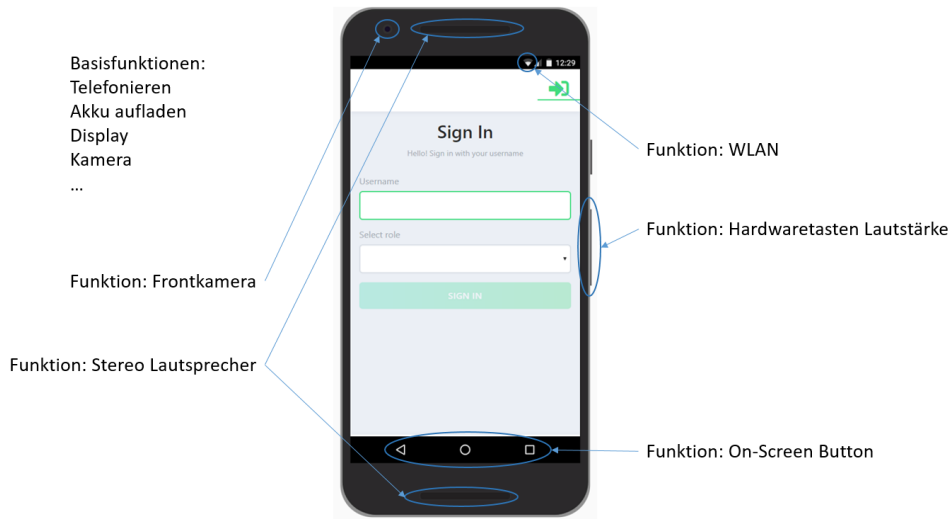 Basisfunktionen:
Telefonieren
Akku aufladen
Display
Kamera
...
Funktion: Frontkamera
Funktion: Stereo Lautsprecher
12:29
Sign In
Hello! Sign in with your username
Username
Select role
SIGN IN
Funktion: WLAN
Funktion: Hardwaretasten Lautstärke
Funktion: On-Screen Button